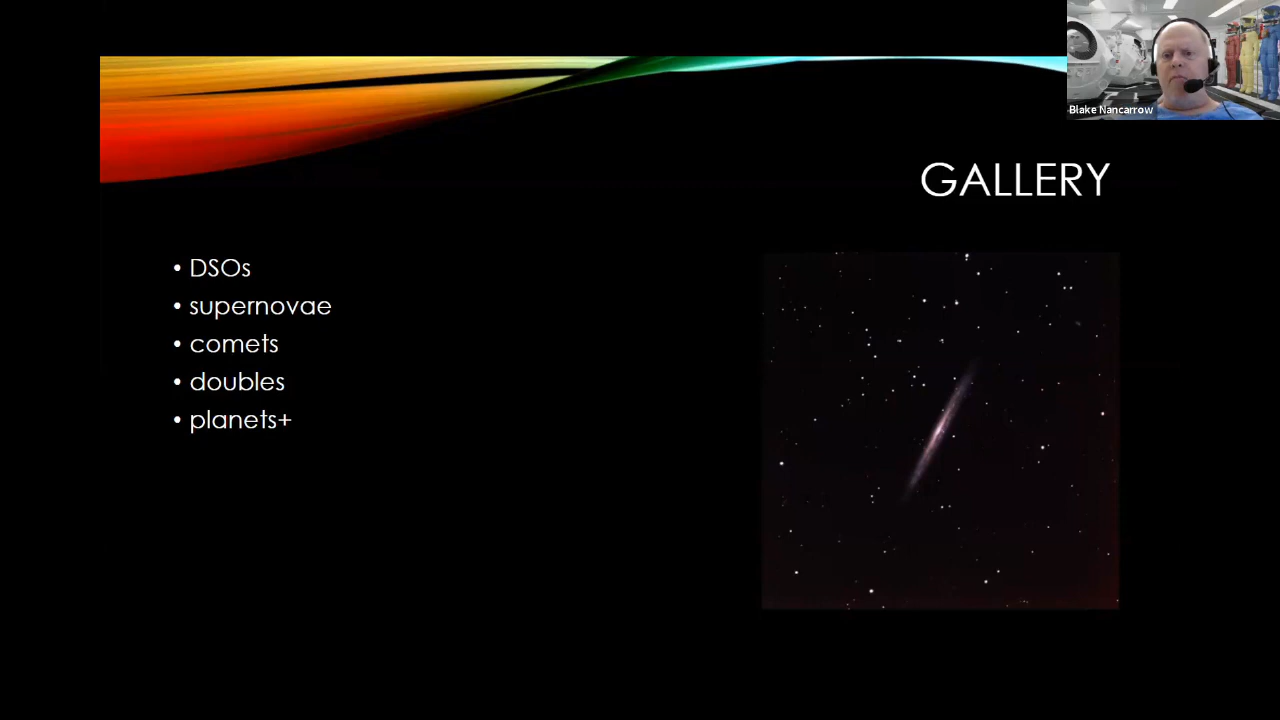 Blake Nancarrow
GALLERY
• DSOs
• supernovae
• comets
• doubles
• planets+